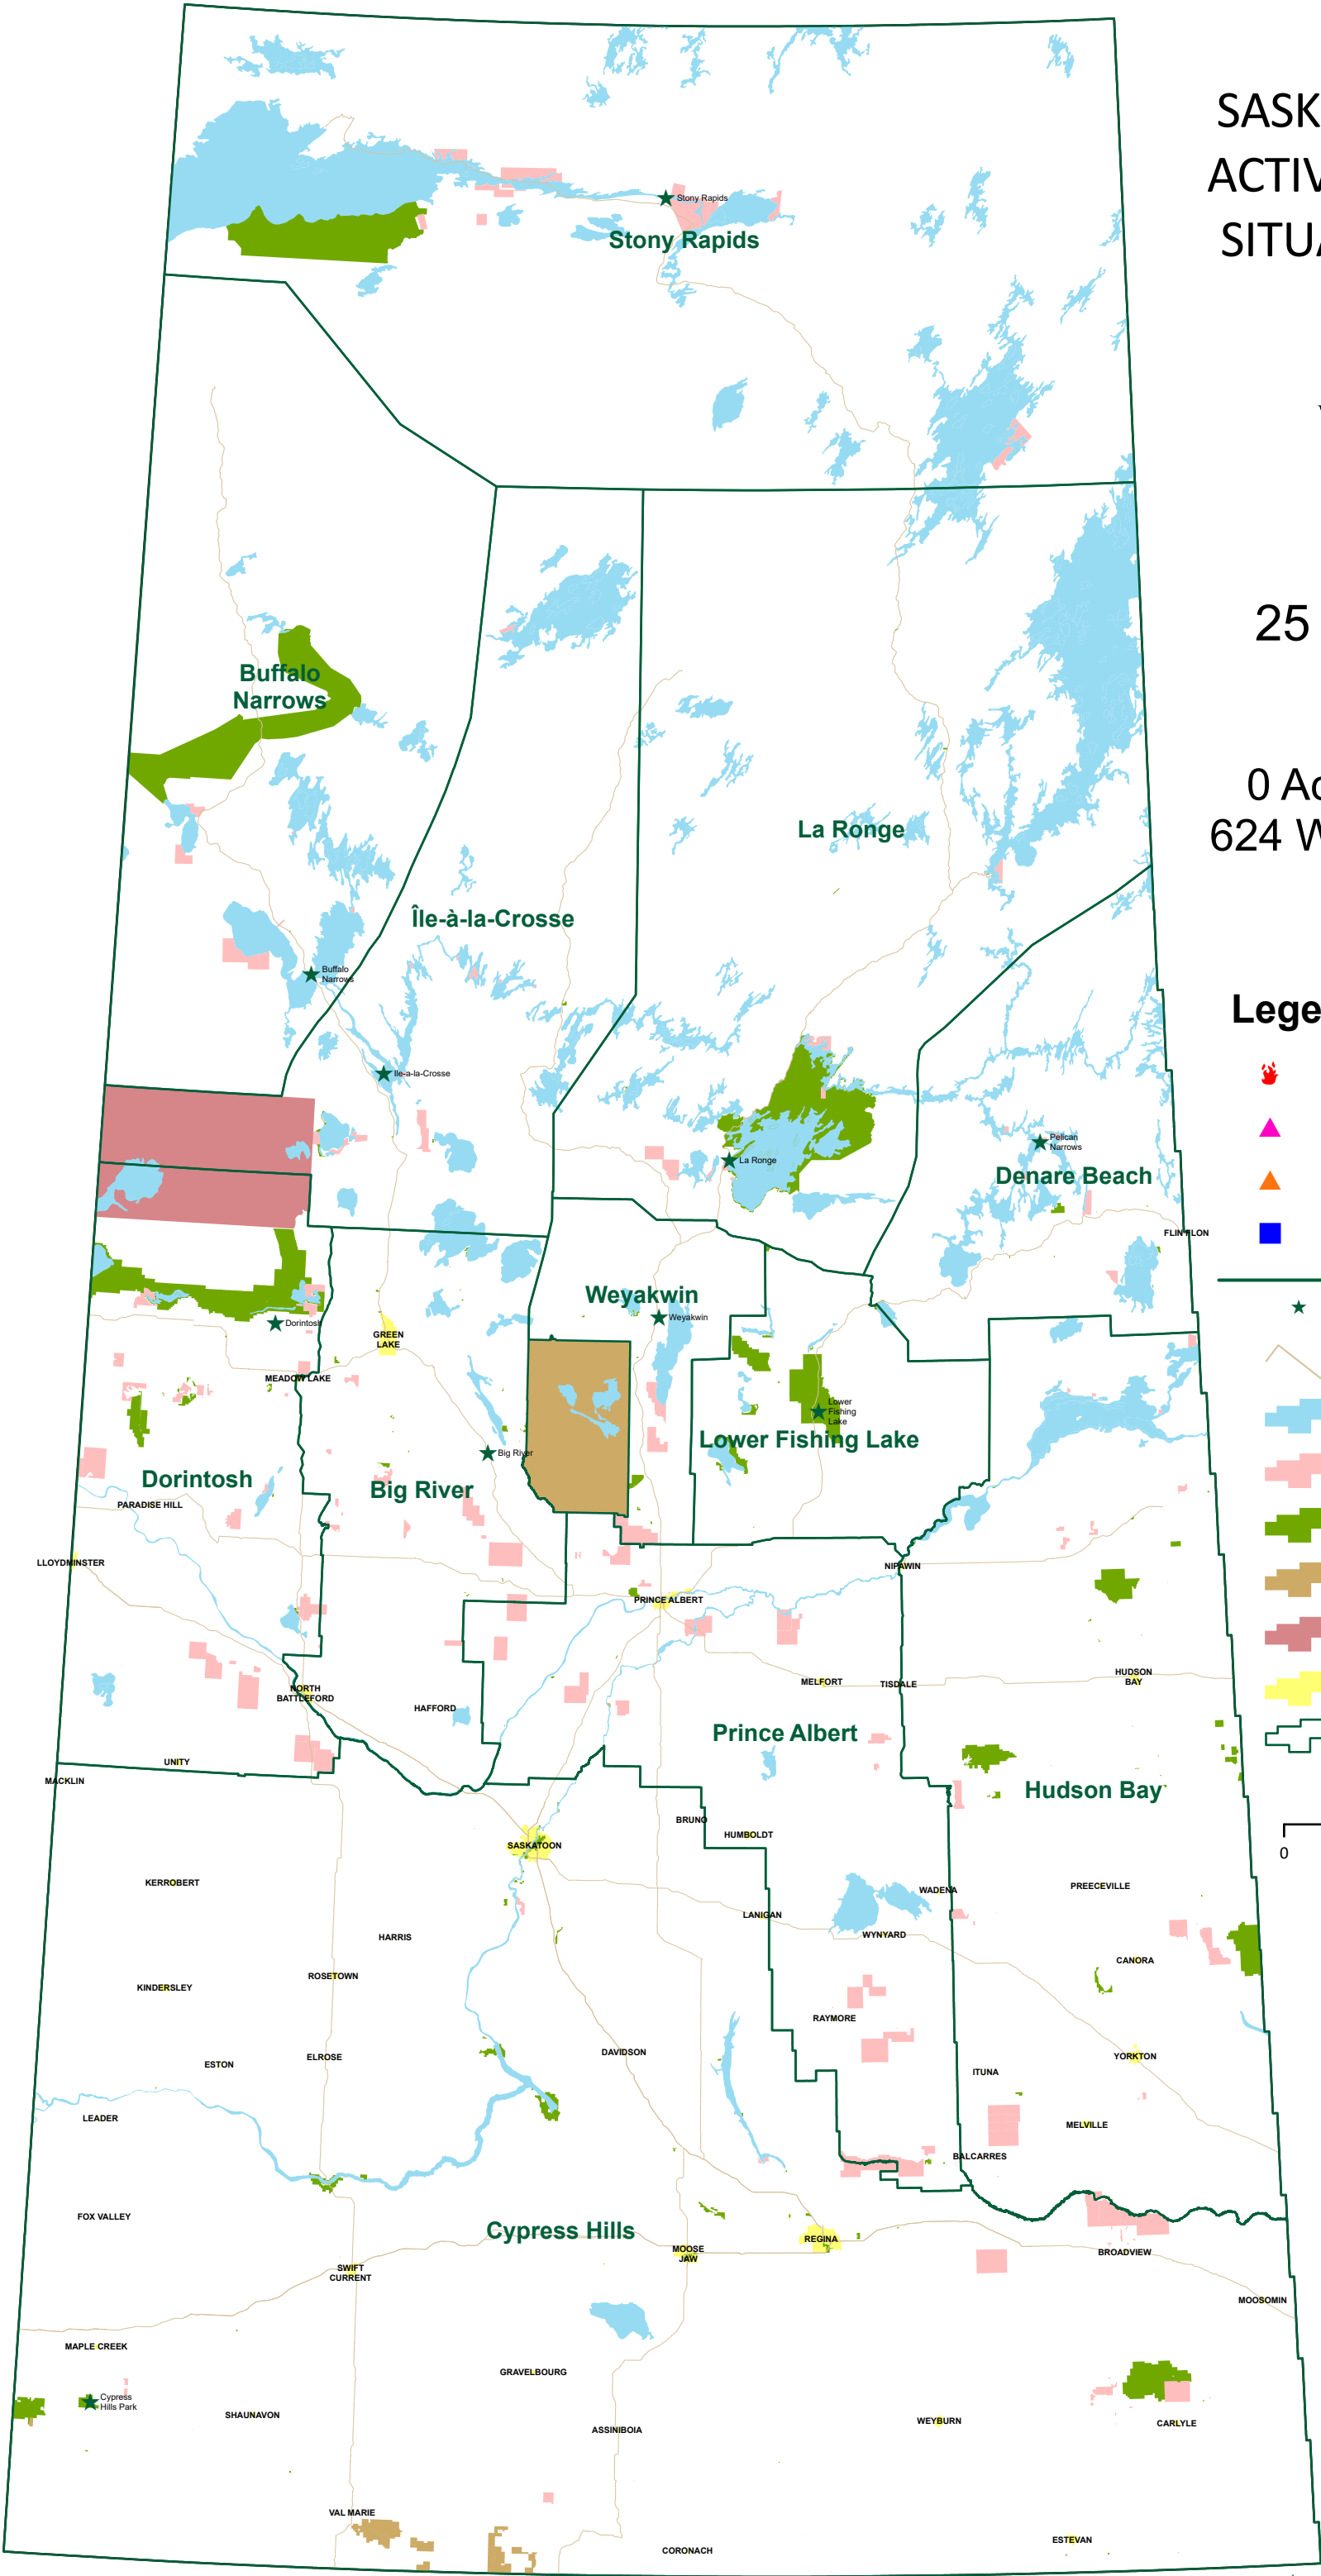 SASK
ACTIV
SITUA
Stony Rapids
Stony Rapids
25
Buffalo
Narrows
0 Ac
624 W
La Ronge
Île-à-la-Crosse
Buffalo
Narrows
Lege
Ile-a-la-Crosse
Pelican
Narrows
La Ronge
Denare Beach
FLIN FLON
Weyakwin
Weyakwin
Dorintosh
GREEN
LAKE
MEADOW LAKE
Lower
Fishing
Lake
Lower Fishing Lake
Big River
Dorintosh
Big River
PARADISE HILL
LLOYDMINSTER
NIPAWIN
PRINCE ALBERT
HUDSON
BAY
MELFORT
TISDALE
NORTH
BATTLEFORD
HAFFORD
Prince Albert
UNITY
MACKLIN
Hudson Bay
BRUNO
HUMBOLDT
SASKATOON
0
KERROBERT
PREECEVILLE
WADENA
LANIGAN
WYNYARD
HARRIS
CANORA
ROSETOWN
KINDERSLEY
RAYMORE
DAVIDSON
YORKTON
ELROSE
ESTON
ITUNA
LEADER
MELVILLE
BALCARRES
FOX VALLEY
Cypress Hills
REGINA
MOOSE
JAW
BROADVIEW
SWIFT
CURRENT
MOOSOMIN
MAPLE CREEK
GRAVELBOURG
Cypress
Hills Park
SHAUNAVON
ASSINIBOIA
WEYBURN
CARLYLE
VAL MARIE
ESTEVAN
CORONACH